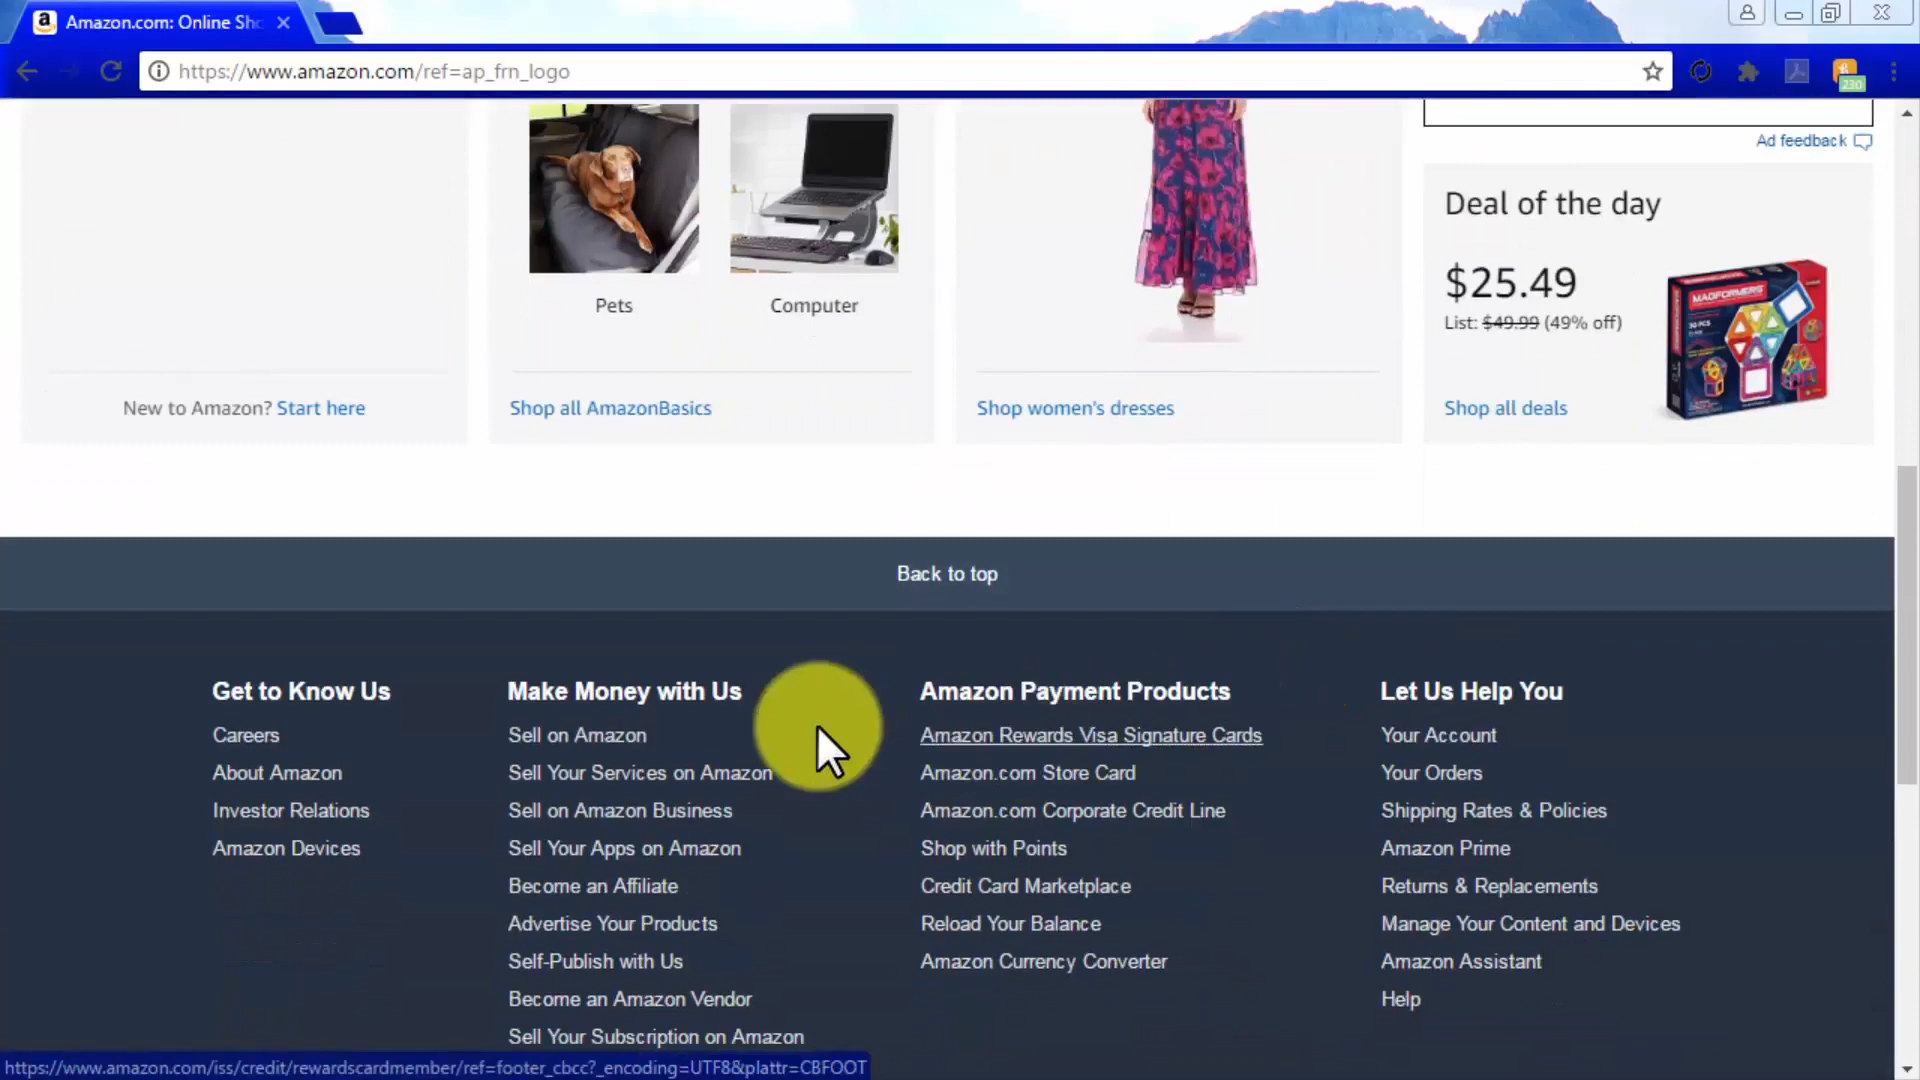 Amazon.com: Online Sho
https://www.amazon.com/ref=ap_frn_logo
230
Ad feedback
Pets
Computer
Deal of the day
$25.49
List: $49.99 (49% off)
MAGFORMERS
30 PCS
New to Amazon? Start here
Shop all AmazonBasics
Shop women's dresses
Shop all deals
Back to top
Get to Know Us
Careers
About Amazon
Investor Relations
Amazon Devices
Make Money with Us
Sell on Amazon
Sell Your Services on Amazon
Sell on Amazon Business
Sell Your Apps on Amazon
Become an Affiliate
Advertise Your Products
Self-Publish with Us
Become an Amazon Vendor
Sell Your Subscription on Amazon
Amazon Payment Products
Amazon Rewards Visa Signature Cards
Amazon.com Store Card
Amazon.com Corporate Credit Line
Shop with Points
Credit Card Marketplace
Reload Your Balance
Amazon Currency Converter
Let Us Help You
Your Account
Your Orders
Shipping Rates & Policies
Amazon Prime
Returns & Replacements
Manage Your Content and Devices
Amazon Assistant
Help
https://www.amazon.com/iss/credit/rewardscardmember/ref=footer_cbcc?_encoding=UTF8&plattr=CBFOOT